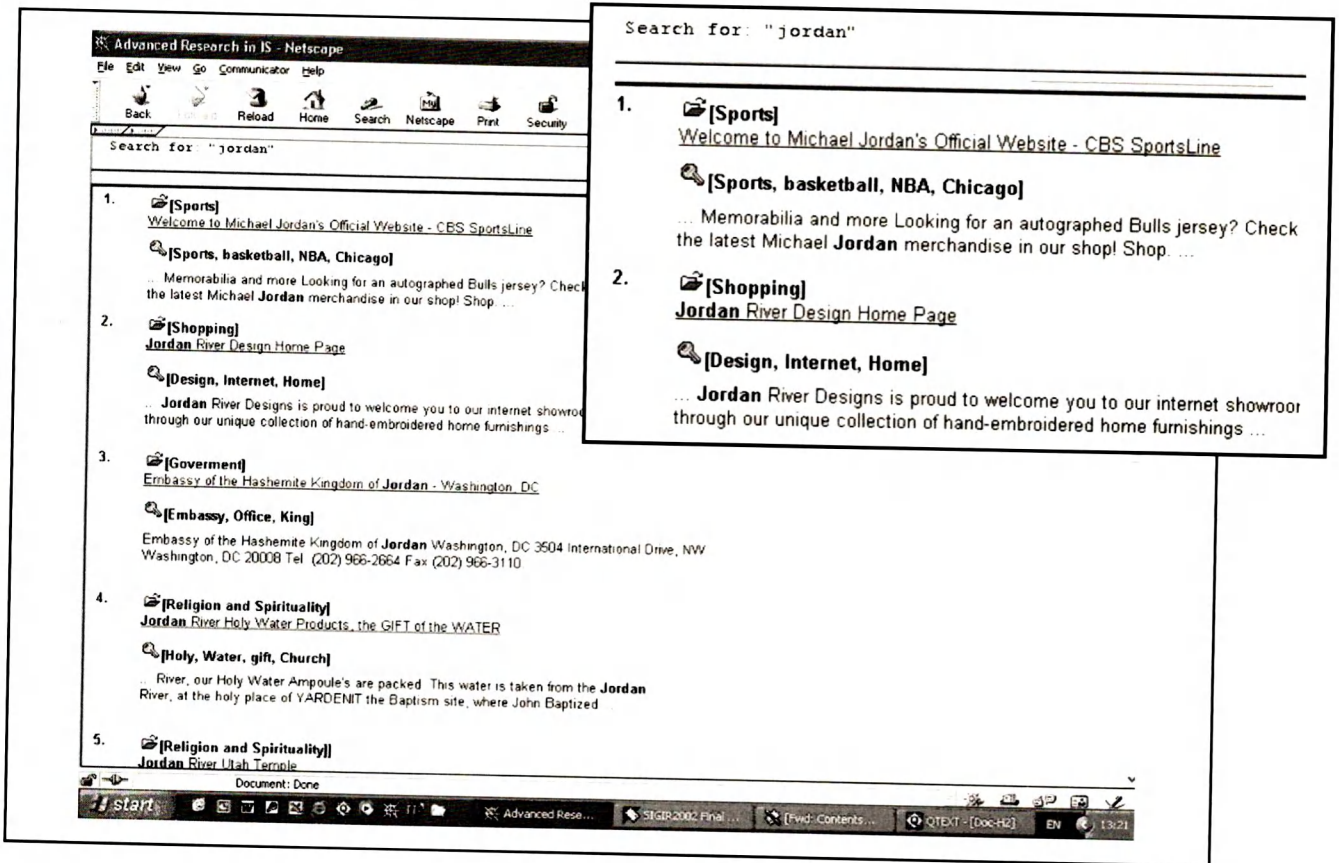 Advanced Research in IS - Netscape
File Edit View Go Communicator Help
Back Reload Home Search Netscape Print Security
Search for: "jordan"
1. [Sports]
Welcome to Michael Jordan's Official Website - CBS SportsLine
[Sports, basketball, NBA, Chicago]
... Memorabilia and more Looking for an autographed Bulls jersey? Check
the latest Michael Jordan merchandise in our shop! Shop. ...
2. [Shopping]
Jordan River Design Home Page
[Design, Internet, Home]
... Jordan River Designs is proud to welcome you to our internet showroo
through our unique collection of hand-embroidered home furnishings ...
3. [Goverment]
Embassy of the Hashemite Kingdom of Jordan - Washington, DC
[Embassy, Office, King]
Embassy of the Hashemite Kingdom of Jordan Washington, DC 3504 International Drive, NW
Washington, DC 20008 Tel (202) 966-2664 Fax (202) 966-3110
4. [Religion and Spirituality]
Jordan River Holy Water Products, the GIFT of the WATER
[Holy, Water, gift, Church]
... River, our Holy Water Ampoule's are packed This water is taken from the Jordan
River, at the holy place of YARDENIT the Baptism site, where John Baptized
5. [Religion and Spirituality]]
Jordan River Utah Temple
Document: Done
start Advanced Rese... SIGIR2002 Final ... [Fwd: Contents... QTEXT - [Doc-H2] EN 13:21
Search for: "jordan"
1. [Sports]
Welcome to Michael Jordan's Official Website - CBS SportsLine
[Sports, basketball, NBA, Chicago]
... Memorabilia and more Looking for an autographed Bulls jersey? Check
the latest Michael Jordan merchandise in our shop! Shop. ...
2. [Shopping]
Jordan River Design Home Page
[Design, Internet, Home]
... Jordan River Designs is proud to welcome you to our internet showroor
through our unique collection of hand-embroidered home furnishings ...